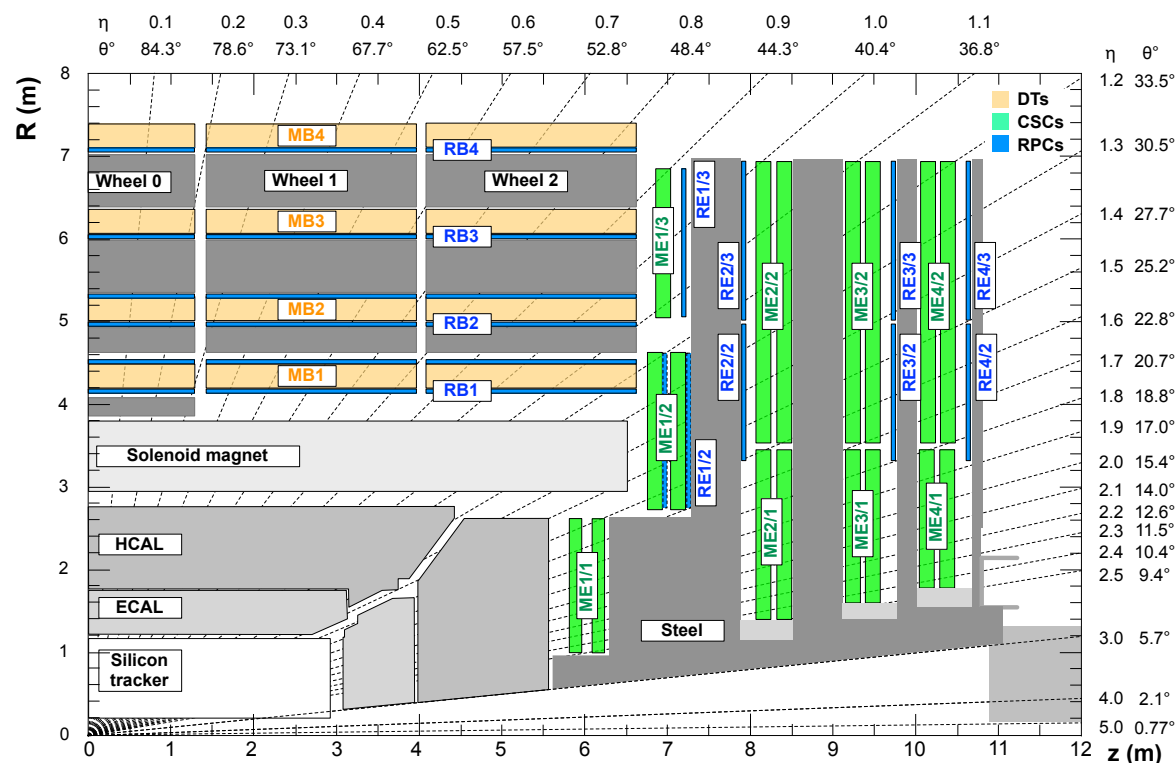 η 0.1 0.2 0.3 0.4 0.5 0.6 0.7 0.8 0.9 1.0 1.1
θ° 84.3° 78.6° 73.1° 67.7° 62.5° 57.5° 52.8° 48.4° 44.3° 40.4° 36.8° η θ°
R (m)
8
7
6
5
4
3
2
1
0
1.2 33.5°
1.3 30.5°
1.4 27.7°
1.5 25.2°
1.6 22.8°
1.7 20.7°
1.8 18.8°
1.9 17.0°
2.0 15.4°
2.1 14.0°
2.2 12.6°
2.3 11.5°
2.4 10.4°
2.5 9.4°
3.0 5.7°
4.0 2.1°
5.0 0.77°
DTs
CSCs
RPCs
MB4
RB4
Wheel 0
Wheel 1
Wheel 2
MB3
RB3
MB2
RB2
MB1
RB1
Solenoid magnet
HCAL
ECAL
Silicon
tracker
Steel
ME1/3
RE1/3
ME1/2
RE1/2
ME1/1
RE2/3
RE2/2
ME2/2
ME2/1
ME3/2
ME3/1
RE3/3
RE3/2
ME4/2
ME4/1
RE4/3
RE4/2
0 1 2 3 4 5 6 7 8 9 10 11 12
z (m)